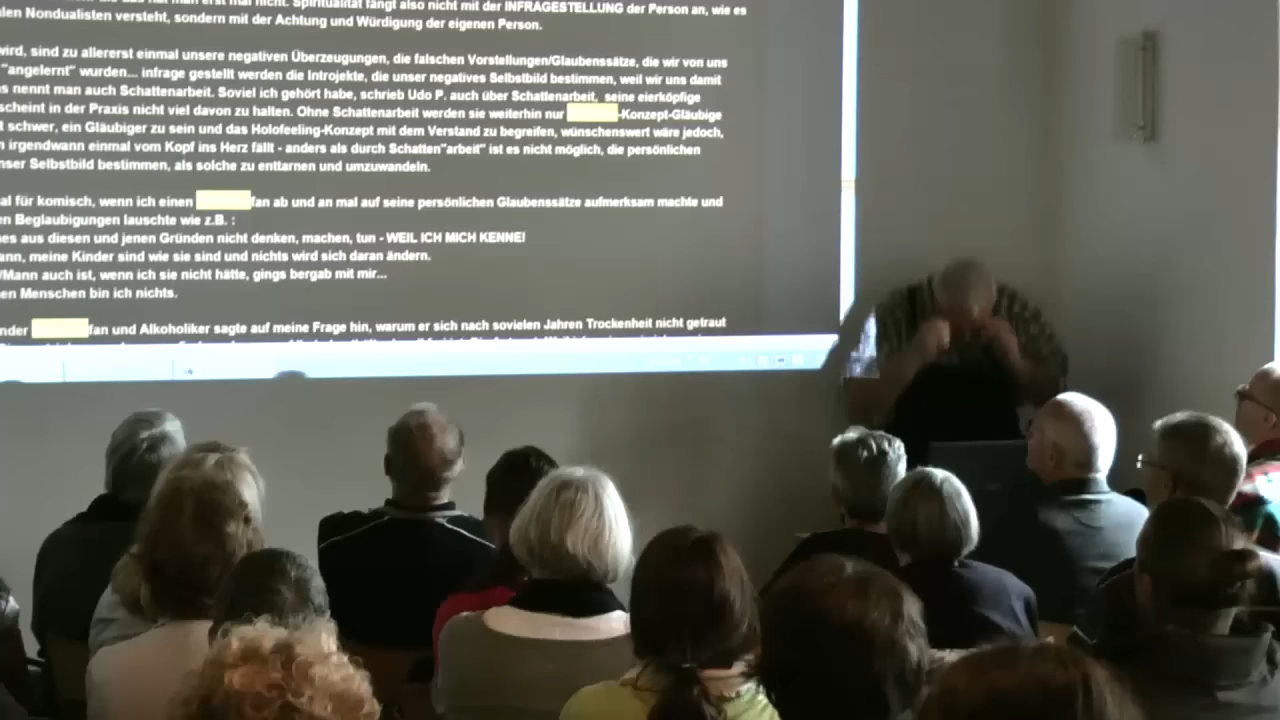 erst mal nicht. Spiritualität fängt also nicht mit der INFRAGESTELLUNG der Person an, wie es
len Nondualisten versteht, sondern mit der Achtung und Würdigung der eigenen Person.
wird, sind zu allererst einmal unsere negativen Überzeugungen, die falschen Vorstellungen/Glaubenssätze, die wir von uns
"angelernt" wurden... infrage gestellt werden die Introjekte, die unser negatives Selbstbild bestimmen, weil wir uns damit
s nennt man auch Schattenarbeit. Soviel ich gehört habe, schrieb Udo P. auch über Schattenarbeit, seine eierköpfige
scheint in der Praxis nicht viel davon zu halten. Ohne Schattenarbeit werden sie weiterhin nur -Konzept-Gläubige
t schwer, ein Gläubiger zu sein und das Holofeeling-Konzept mit dem Verstand zu begreifen, wünschenswert wäre jedoch,
n irgendwann einmal vom Kopf ins Herz fällt - anders als durch Schatten"arbeit" ist es nicht möglich, die persönlichen
nser Selbstbild bestimmen, als solche zu enttarnen und umzuwandeln.
al für komisch, wenn ich einen fan ab und an mal auf seine persönlichen Glaubenssätze aufmerksam machte und
en Beglaubigungen lauschte wie z.B. :
nes aus diesen und jenen Gründen nicht denken, machen, tun - WEIL ICH MICH KENNE!
ann, meine Kinder sind wie sie sind und nichts wird sich daran ändern.
/Mann auch ist, wenn ich sie nicht hätte, gings bergab mit mir...
en Menschen bin ich nichts.
nder fan und Alkoholiker sagte auf meine Frage hin, warum er sich nach sovielen Jahren Trockenheit nicht getraut